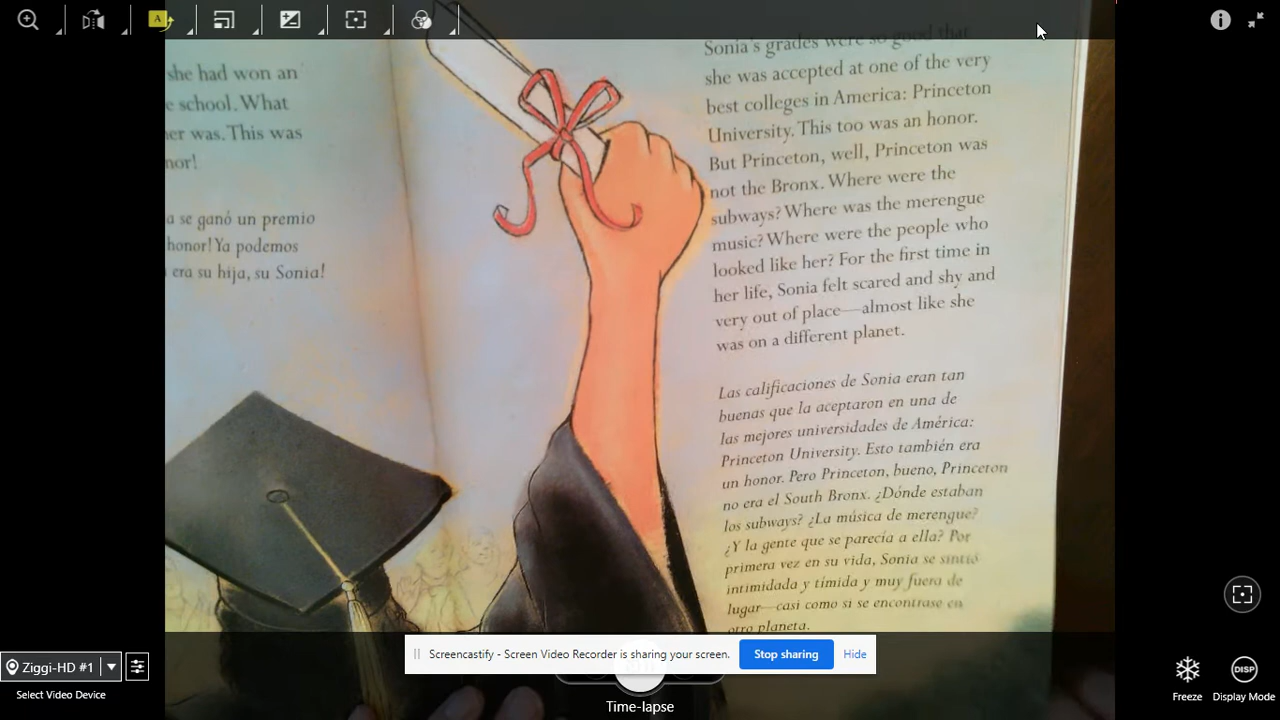 she had won an
school. What
was. This was
a se ganó un premio
honor! Ya podemos
era su hija, su Sonia!
Sonia's grades were so good that
she was accepted at one of the very
best colleges in America: Princeton
University. This too was an honor.
But Princeton, well, Princeton was
not the Bronx. Where were the
subways? Where was the merengue
music? Where were the people who
looked like her? For the first time in
her life, Sonia felt scared and shy and
very out of place—almost like she
was on a different planet.
Las calificaciones de Sonia eran tan
buenas que la aceptaron en una de
las mejores universidades de América:
Princeton University. Esto también era
un honor. Pero Princeton, bueno, Princeton
no era el South Bronx. ¿Dónde estaban
los subways? ¿La música de merengue?
¿Y la gente que se parecía a ella? Por
primera vez en su vida, Sonia se sintió
intimidada y tímida y muy fuera de
lugar—casi como si se encontrase en
otro planeta.
Screencastify - Screen Video Recorder is sharing your screen.
Stop sharing
Hide
Time-lapse
Ziggi-HD #1
Select Video Device
Freeze
DISP
Display Mode
A